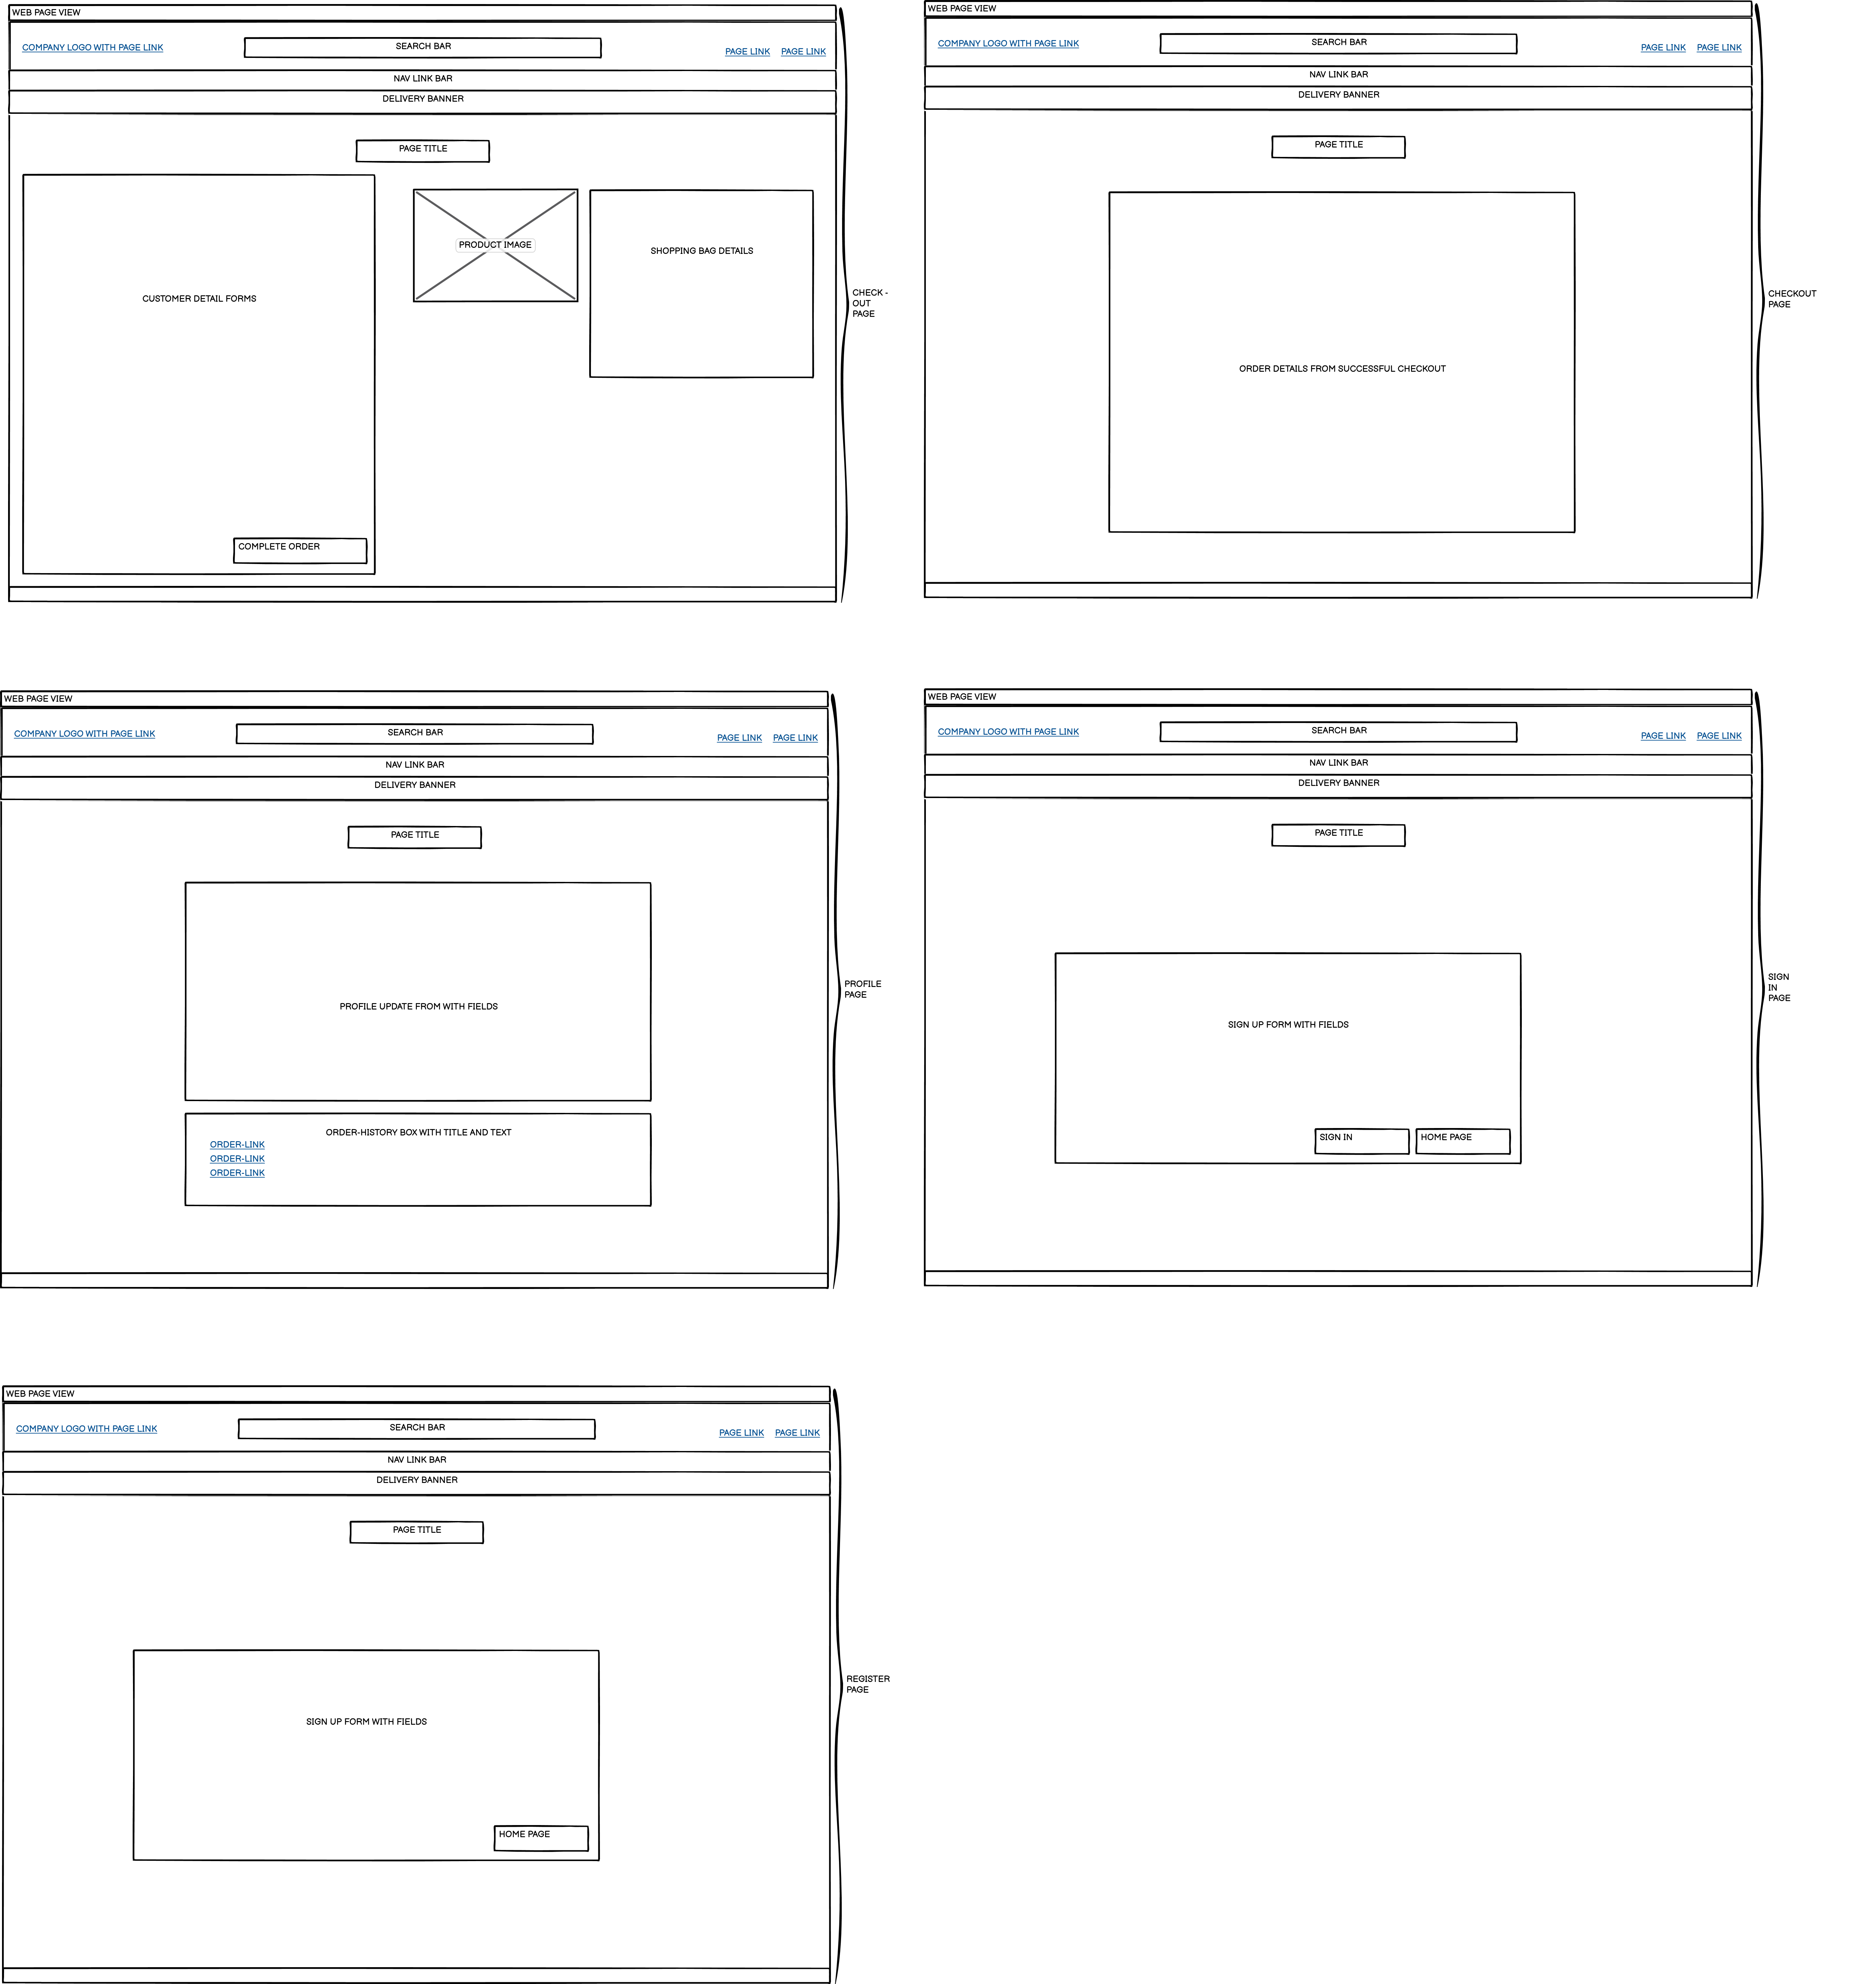 WEB PAGE VIEW
COMPANY LOGO WITH PAGE LINK
SEARCH BAR
PAGE LINK
PAGE LINK
NAV LINK BAR
DELIVERY BANNER
PAGE TITLE
CUSTOMER DETAIL FORMS
PRODUCT IMAGE
SHOPPING BAG DETAILS
COMPLETE ORDER
CHECK -
OUT
PAGE
WEB PAGE VIEW
COMPANY LOGO WITH PAGE LINK
SEARCH BAR
PAGE LINK
PAGE LINK
NAV LINK BAR
DELIVERY BANNER
PAGE TITLE
ORDER DETAILS FROM SUCCESSFUL CHECKOUT
CHECKOUT
PAGE
WEB PAGE VIEW
COMPANY LOGO WITH PAGE LINK
SEARCH BAR
PAGE LINK
PAGE LINK
NAV LINK BAR
DELIVERY BANNER
PAGE TITLE
PROFILE UPDATE FROM WITH FIELDS
ORDER-HISTORY BOX WITH TITLE AND TEXT
ORDER-LINK
ORDER-LINK
ORDER-LINK
PROFILE
PAGE
WEB PAGE VIEW
COMPANY LOGO WITH PAGE LINK
SEARCH BAR
PAGE LINK
PAGE LINK
NAV LINK BAR
DELIVERY BANNER
PAGE TITLE
SIGN UP FORM WITH FIELDS
SIGN IN
HOME PAGE
SIGN
IN
PAGE
WEB PAGE VIEW
COMPANY LOGO WITH PAGE LINK
SEARCH BAR
PAGE LINK
PAGE LINK
NAV LINK BAR
DELIVERY BANNER
PAGE TITLE
SIGN UP FORM WITH FIELDS
HOME PAGE
REGISTER
PAGE